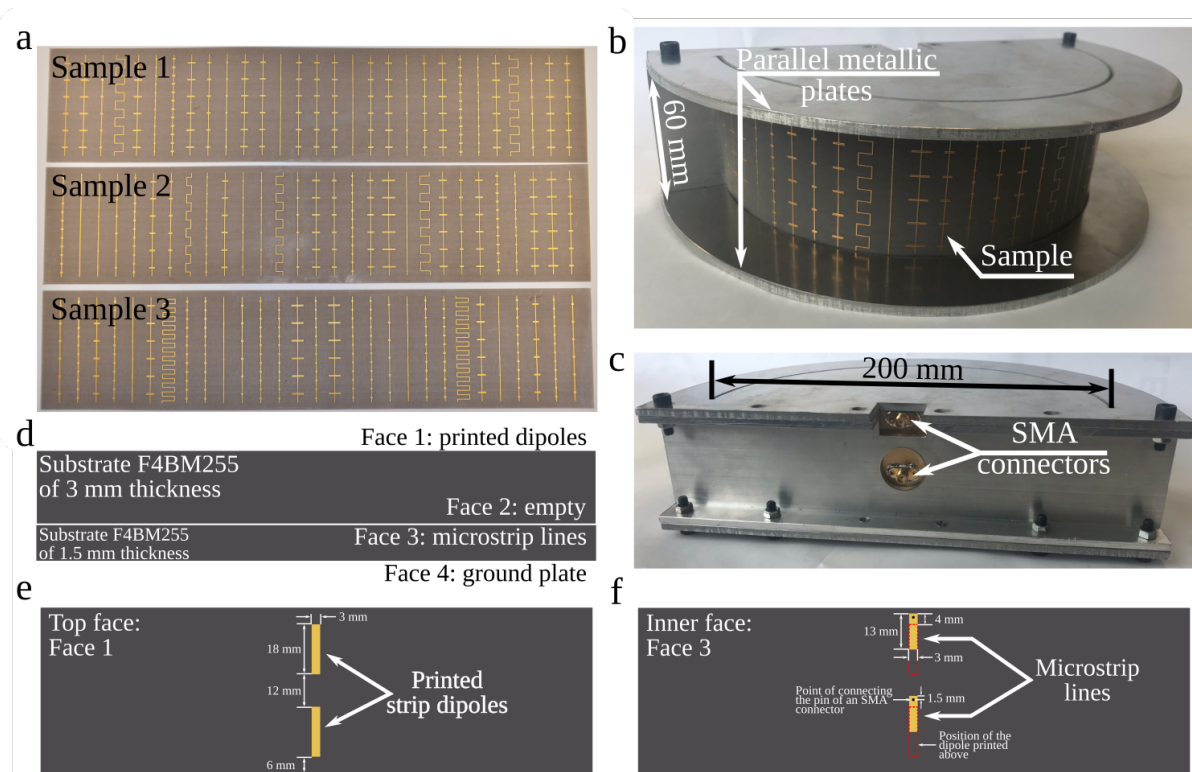 a
Sample 1
Sample 2
Sample 3
b
Parallel metallic
plates
60 mm
Sample
c
200 mm
SMA
connectors
d
Face 1: printed dipoles
Substrate F4BM255
of 3 mm thickness
Face 2: empty
Substrate F4BM255
of 1.5 mm thickness
Face 3: microstrip lines
Face 4: ground plate
e
Top face:
Face 1
3 mm
18 mm
12 mm
6 mm
Printed
strip dipoles
f
Inner face:
Face 3
4 mm
13 mm
3 mm
Microstrip
lines
Point of connecting
the pin of an SMA
connector
1.5 mm
Position of the
dipole printed
above